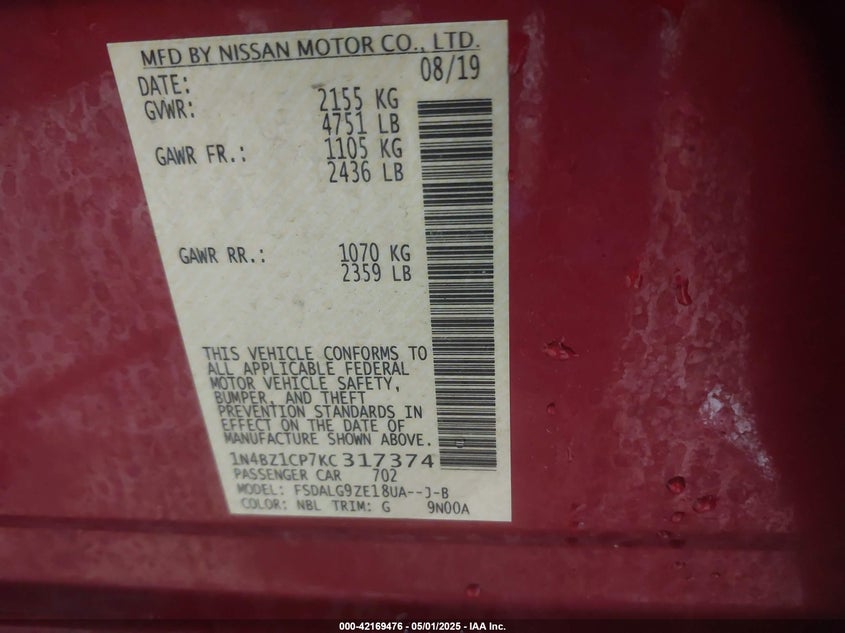 MFD BY NISSAN MOTOR CO., LTD.
DATE: 08/19
GVWR: 2155 KG
4751 LB
GAWR FR.: 1105 KG
2436 LB
GAWR RR.: 1070 KG
2359 LB
THIS VEHICLE CONFORMS TO
ALL APPLICABLE FEDERAL
MOTOR VEHICLE SAFETY,
BUMPER, AND THEFT
PREVENTION STANDARDS IN
EFFECT ON THE DATE OF
MANUFACTURE SHOWN ABOVE.
1N4BZ1CP7KC317374
PASSENGER CAR 702
MODEL: FSDALG9ZE18UA--J-B
COLOR: NBL TRIM: G 9N00A
000-42169476 - 05/01/2025 - IAA Inc.